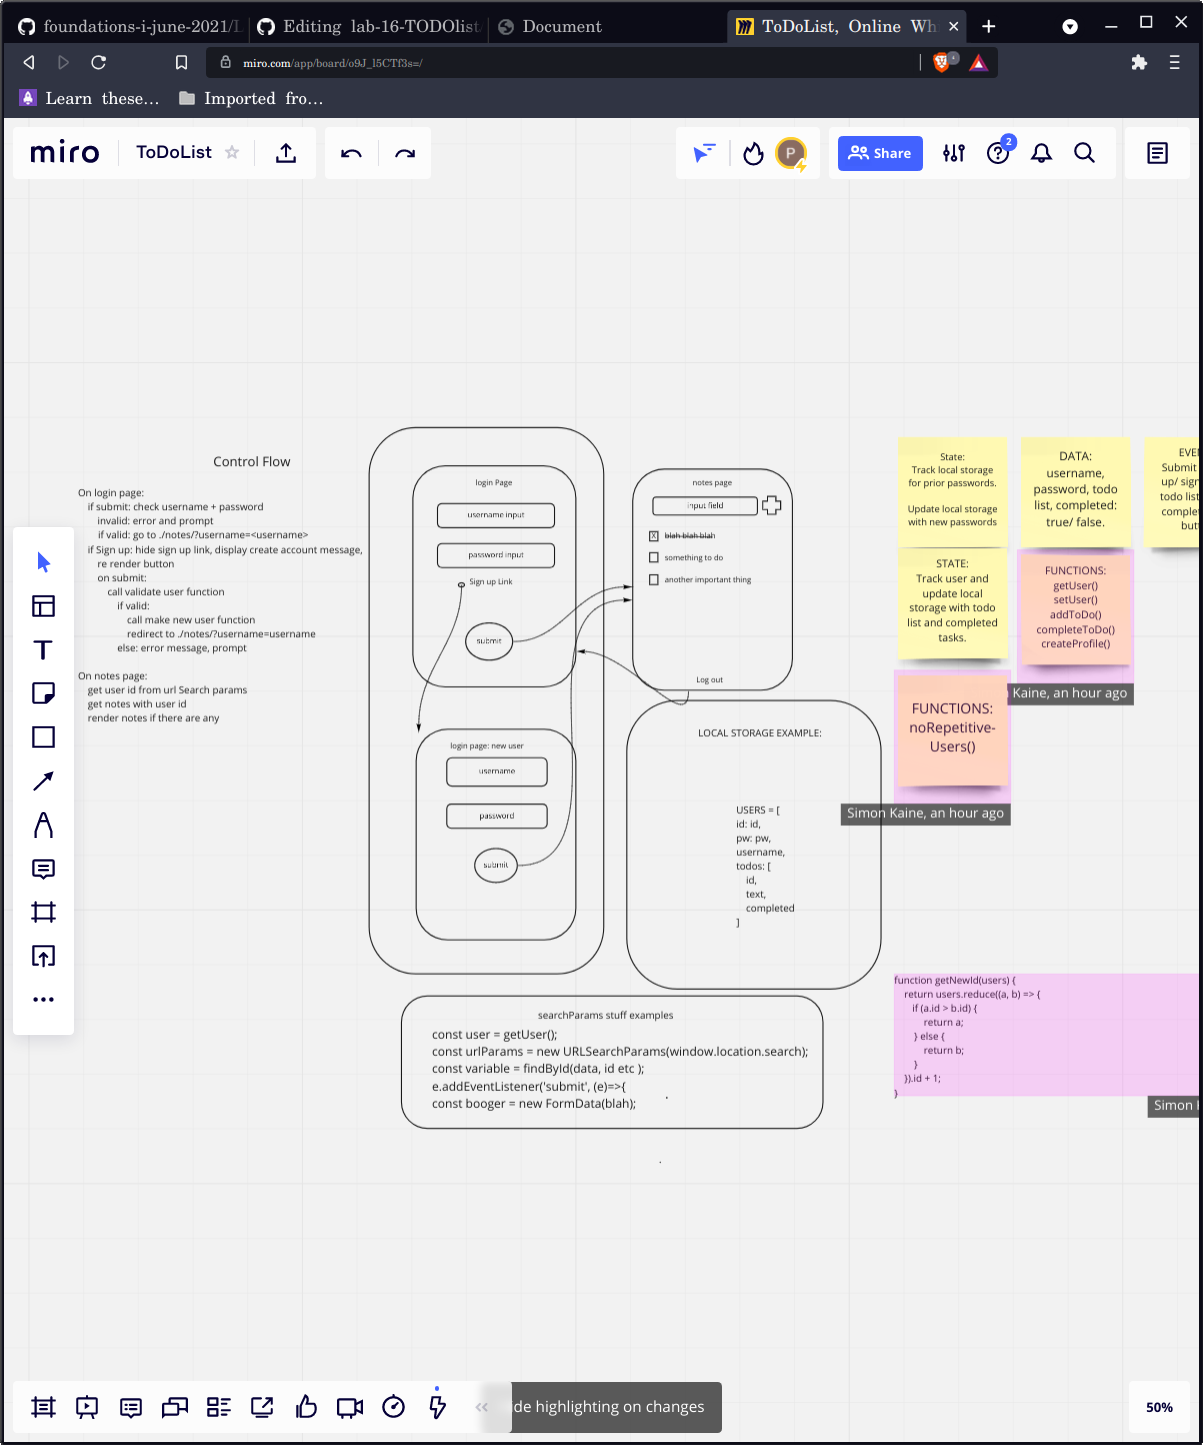 foundations-i-june-2021/L
Editing lab-16-TODOlist
Document
ToDoList, Online Wh
miro.com/app/board/o9J_l5CTf3s=/
Learn these...
Imported fro...
miro
ToDoList
P
Share
2
Control Flow
On login page:
if submit: check username + password
invalid: error and prompt
if valid: go to ./notes/?username=<username>
if Sign up: hide sign up link, display create account message,
re render button
on submit:
call validate user function
if valid:
call make new user function
redirect to ./notes/?username=username
else: error message, prompt
On notes page:
get user id from url Search params
get notes with user id
render notes if there are any
login Page
username input
password input
Sign up Link
submit
login page: new user
username
password
submit
notes page
input field
X
blah blah blah
something to do
another important thing
Log out
LOCAL STORAGE EXAMPLE:
USERS = [
id: id,
pw: pw,
username,
todos: [
id,
text,
completed
]
searchParams stuff examples
const user = getUser();
const urlParams = new URLSearchParams(window.location.search);
const variable = findById(data, id etc );
e.addEventListener('submit', (e)=>{
const booger = new FormData(blah);
State:
Track local storage
for prior passwords.
Update local storage
with new passwords
DATA:
username,
password, todo
list, completed:
true/ false.
EVE
Submit
up/ sign
todo list
complet
butt
STATE:
Track user and
update local
storage with todo
list and completed
tasks.
FUNCTIONS:
getUser()
setUser()
addToDo()
completeToDo()
createProfile()
Kaine, an hour ago
FUNCTIONS:
noRepetitive-
Users()
Simon Kaine, an hour ago
function getNewId(users) {
return users.reduce((a, b) => {
if (a.id > b.id) {
return a;
} else {
return b;
}
}).id + 1;
}
Simon
de highlighting on changes
50%